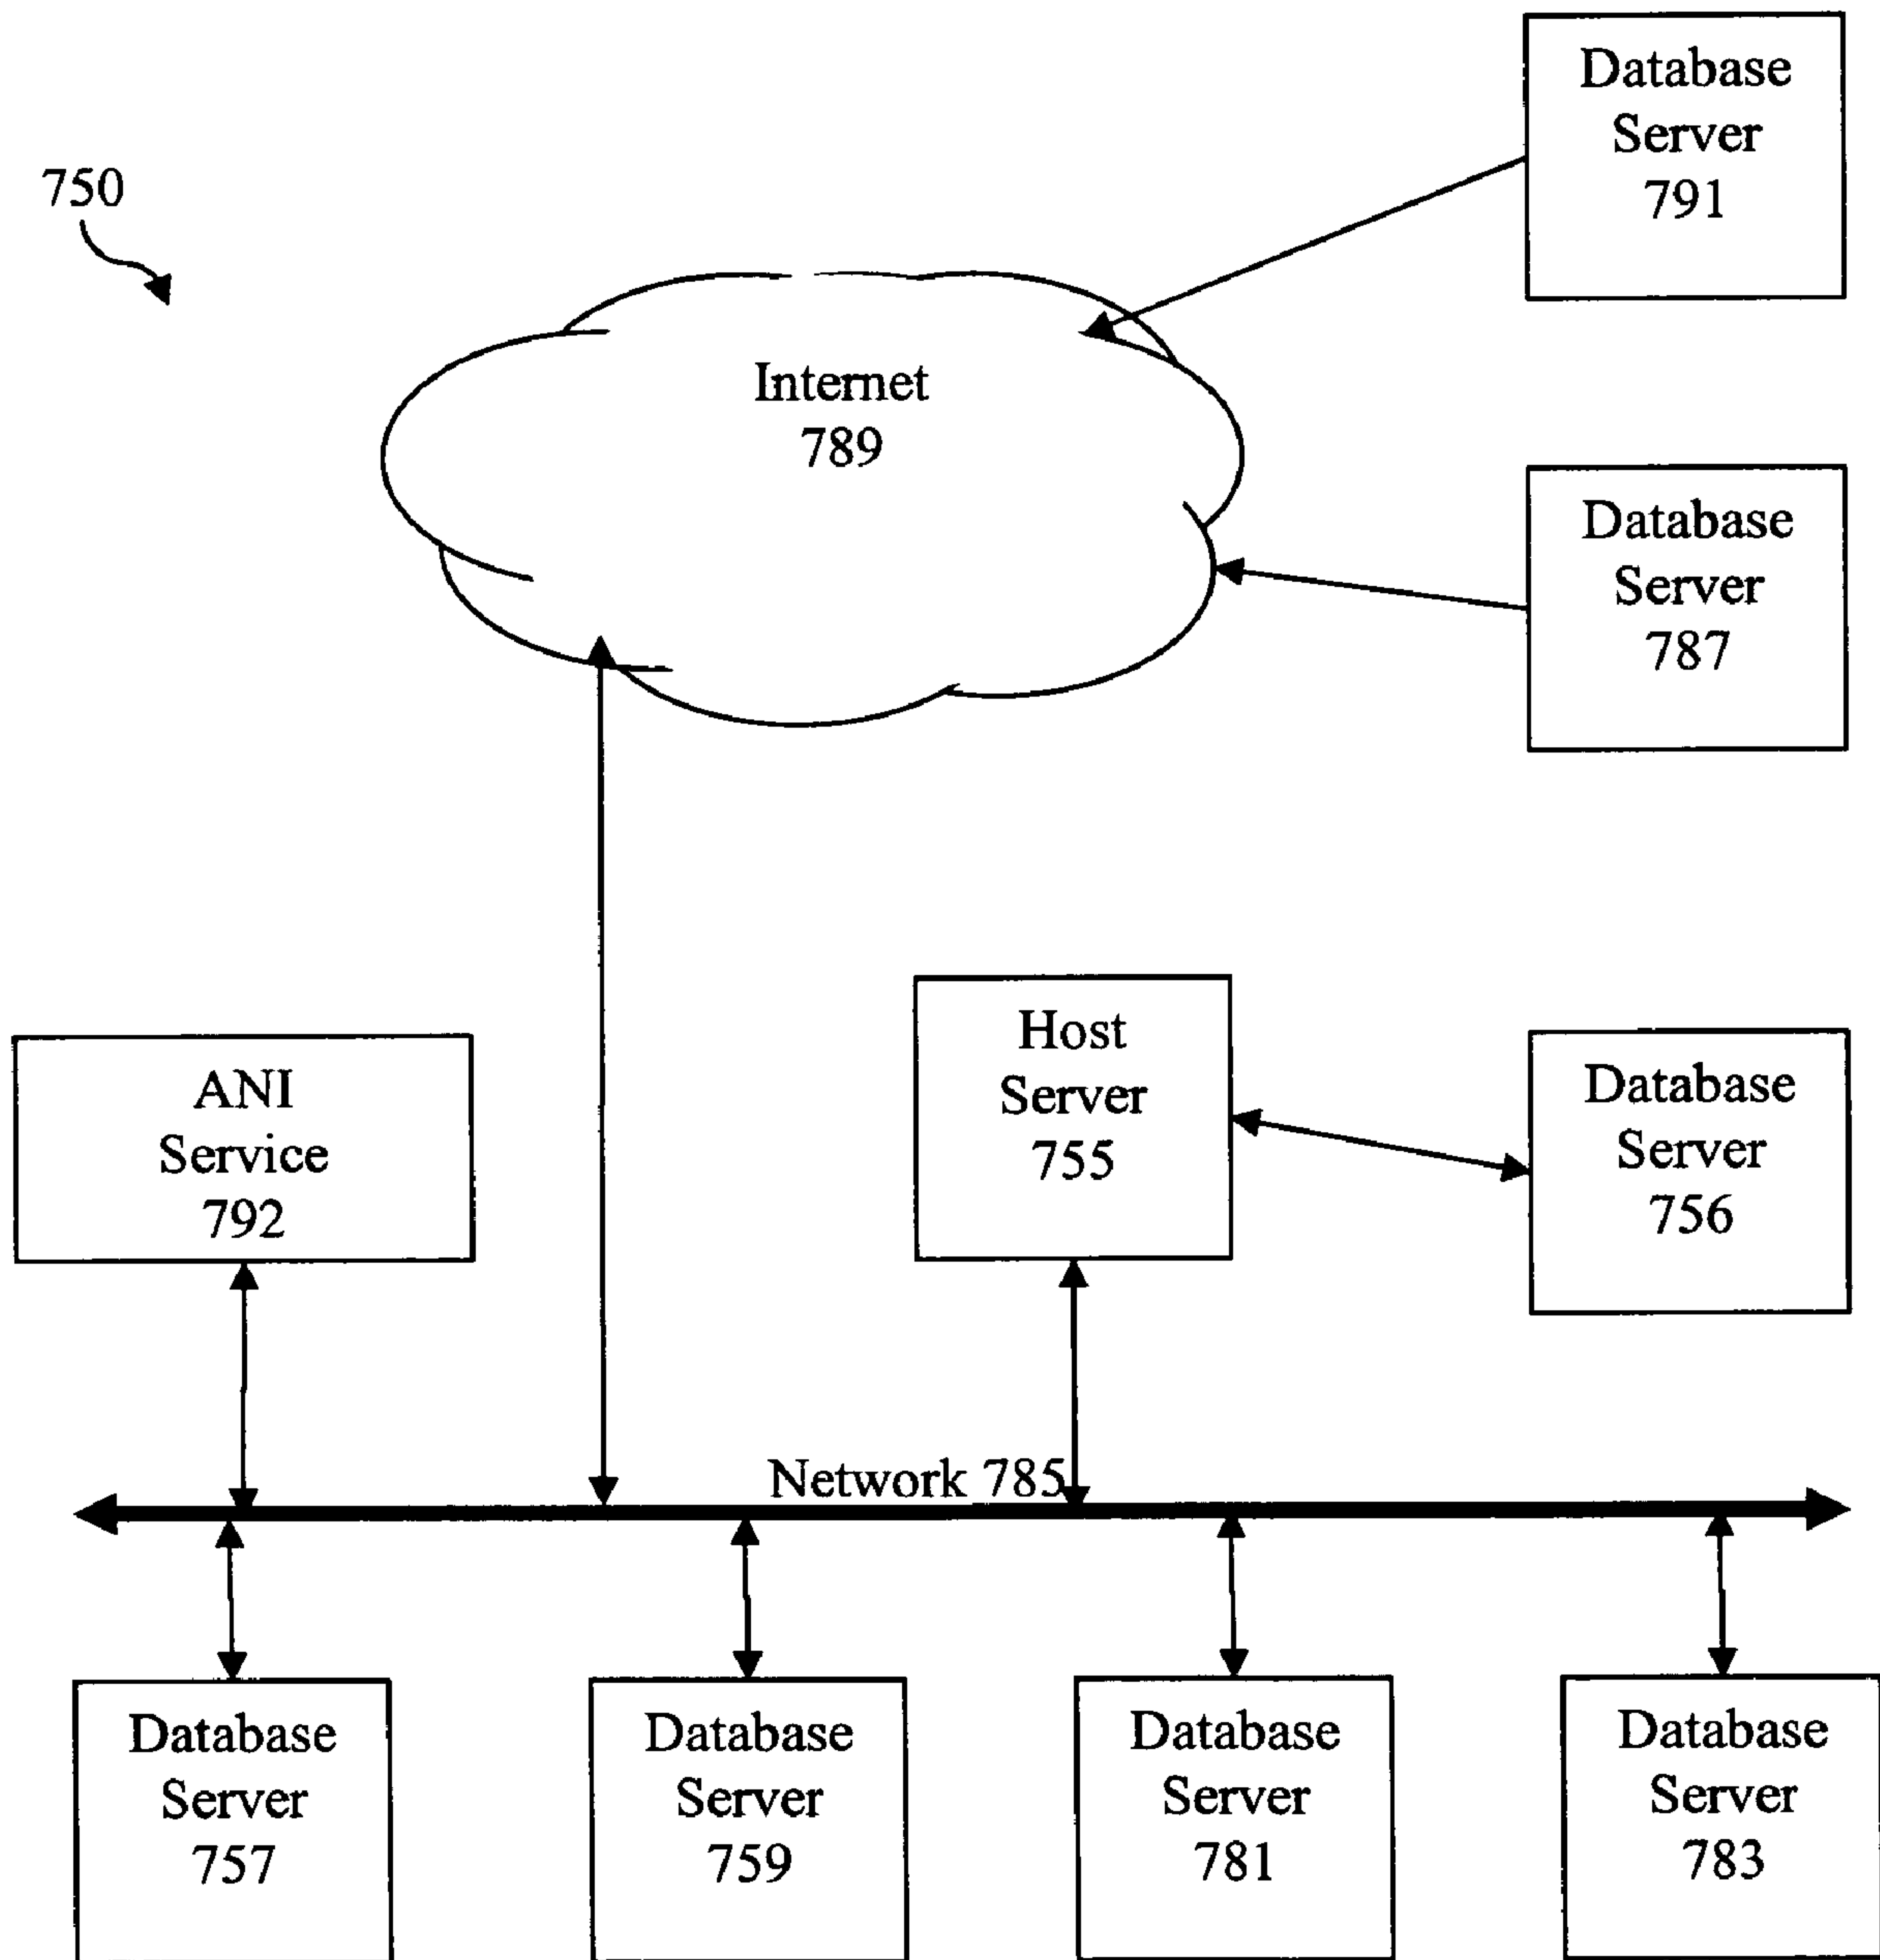 Database
Server
791
750
Internet
789
Database
Server
787
Host
Server
755
ANI
Service
792
Database
Server
756
Network 785
Database
Server
757
Database
Server
759
Database
Server
781
Database
Server
783